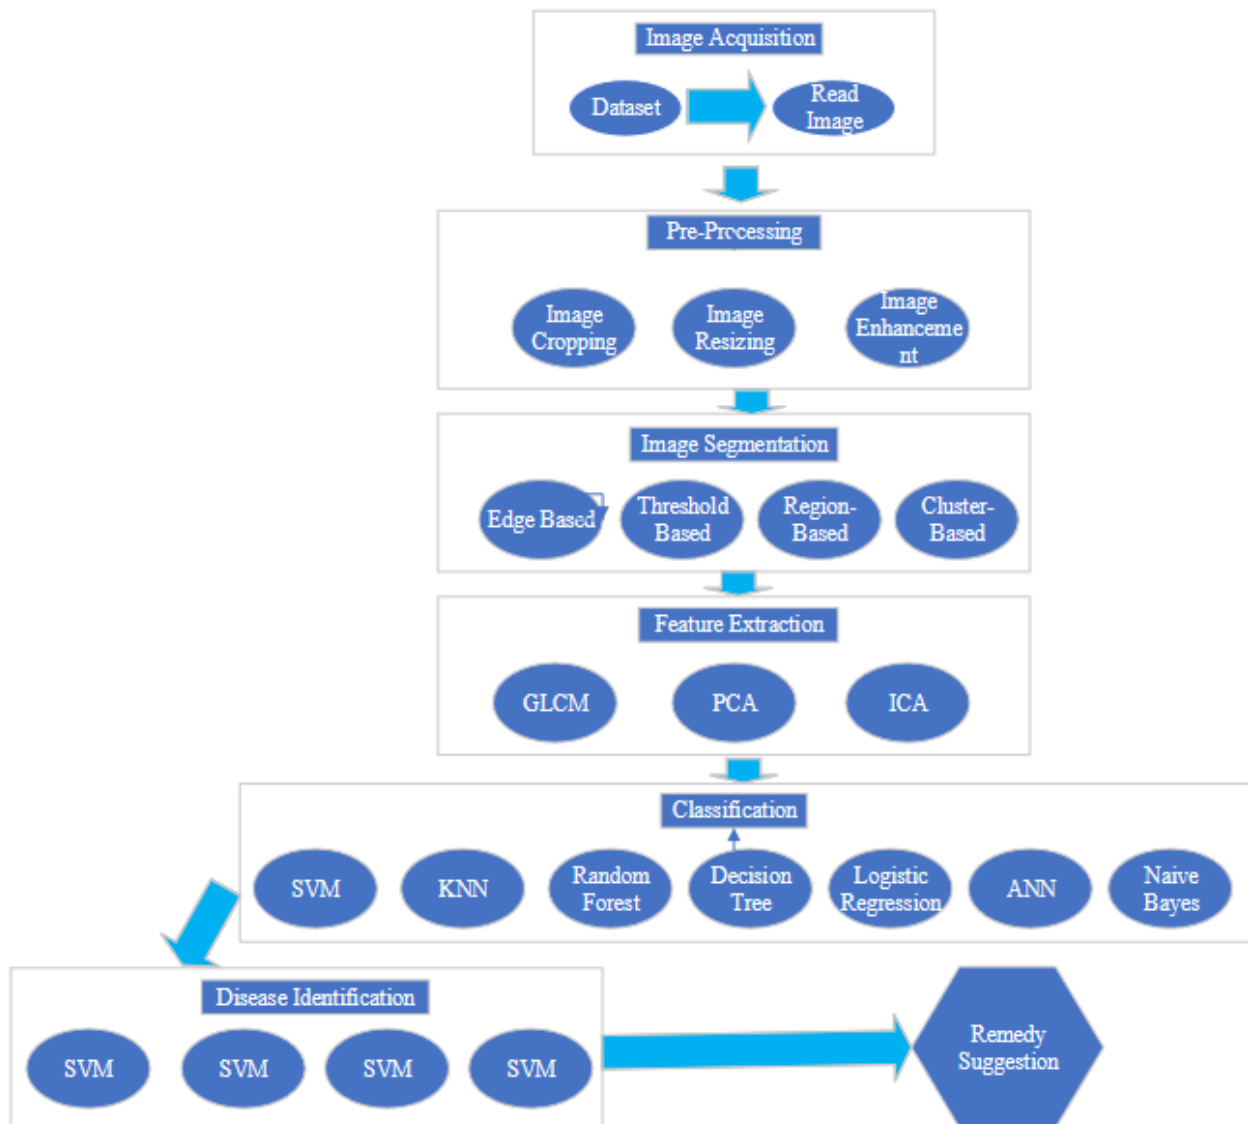 Image Acquisition
Dataset
Read
Image
Pre-Processing
Image
Cropping
Image
Resizing
Image
Enhanceme
nt
Image Segmentation
Edge Based
Threshold
Based
Region-
Based
Cluster-
Based
Feature Extraction
GLCM
PCA
ICA
Classification
SVM
KNN
Random
Forest
Decision
Tree
Logistic
Regression
ANN
Naive
Bayes
Disease Identification
SVM
SVM
SVM
SVM
Remedy
Suggestion